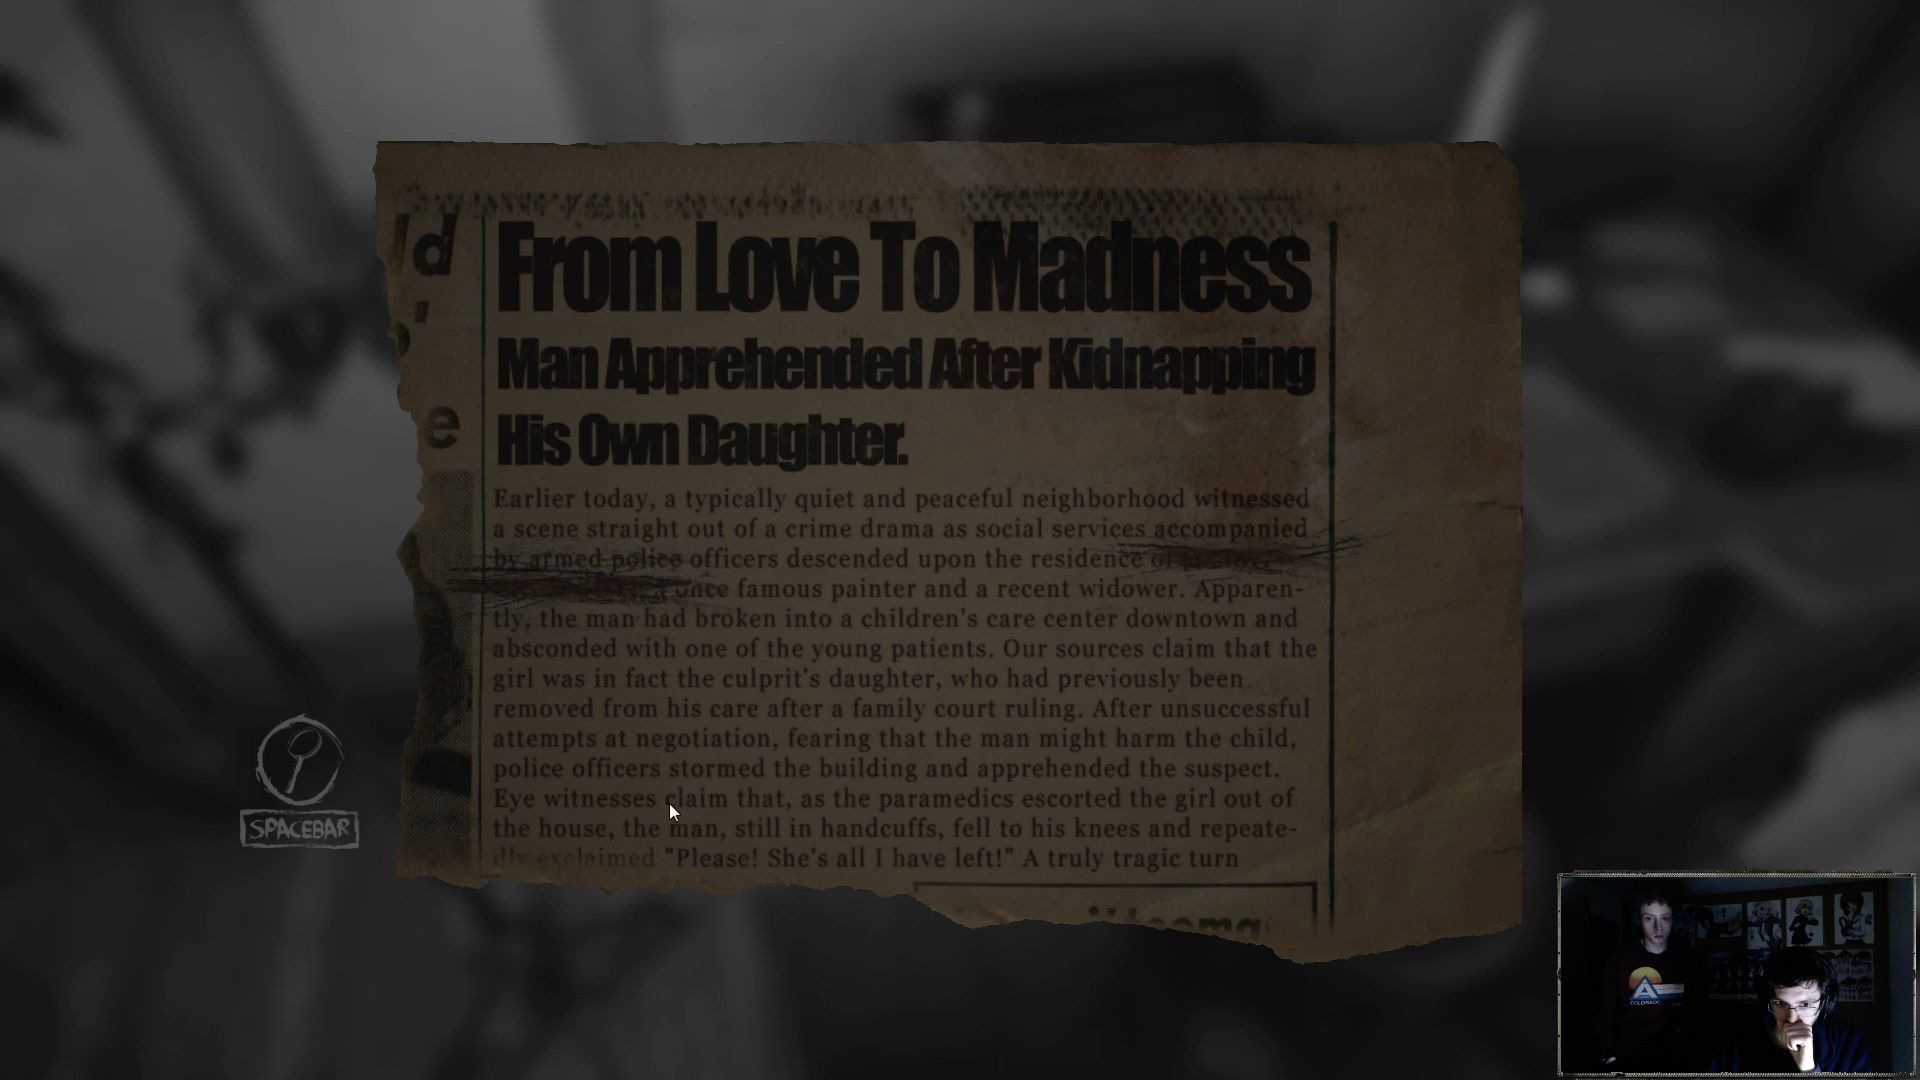 ld
e
From Love To Madness
Man Apprehended After Kidnapping
His Own Daughter.
Earlier today, a typically quiet and peaceful neighborhood witnessed
a scene straight out of a crime drama as social services accompanied
by armed police officers descended upon the residence of
a once famous painter and a recent widower. Apparen-
tly, the man had broken into a children's care center downtown and
absconded with one of the young patients. Our sources claim that the
girl was in fact the culprit's daughter, who had previously been
removed from his care after a family court ruling. After unsuccessful
attempts at negotiation, fearing that the man might harm the child,
police officers stormed the building and apprehended the suspect.
Eye witnesses claim that, as the paramedics escorted the girl out of
the house, the man, still in handcuffs, fell to his knees and repeate-
dly exclaimed "Please! She's all I have left!" A truly tragic turn
SPACEBAR
COLORADO